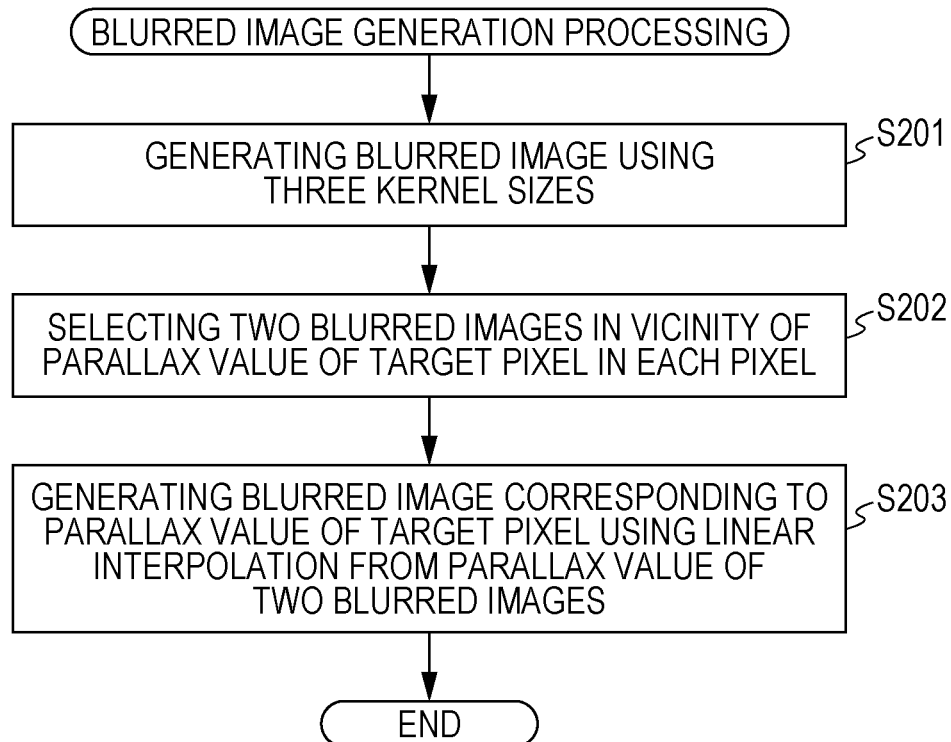 BLURRED IMAGE GENERATION PROCESSING
GENERATING BLURRED IMAGE USING
THREE KERNEL SIZES
S201
SELECTING TWO BLURRED IMAGES IN VICINITY OF
PARALLAX VALUE OF TARGET PIXEL IN EACH PIXEL
S202
GENERATING BLURRED IMAGE CORRESPONDING TO
PARALLAX VALUE OF TARGET PIXEL USING LINEAR
INTERPOLATION FROM PARALLAX VALUE OF
TWO BLURRED IMAGES
S203
END